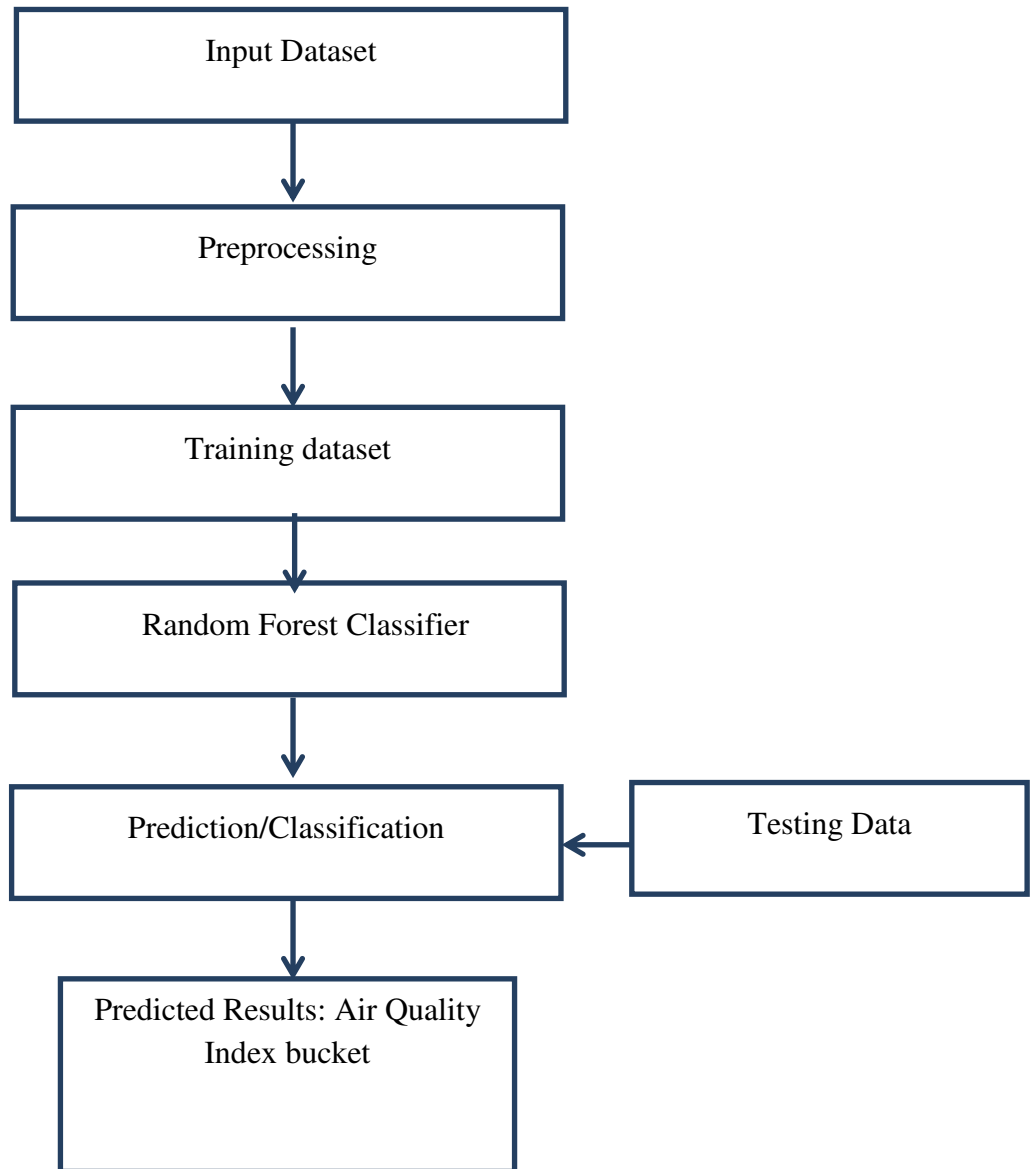 Input Dataset
Preprocessing
Training dataset
Random Forest Classifier
Prediction/Classification
Testing Data
Predicted Results: Air Quality
Index bucket